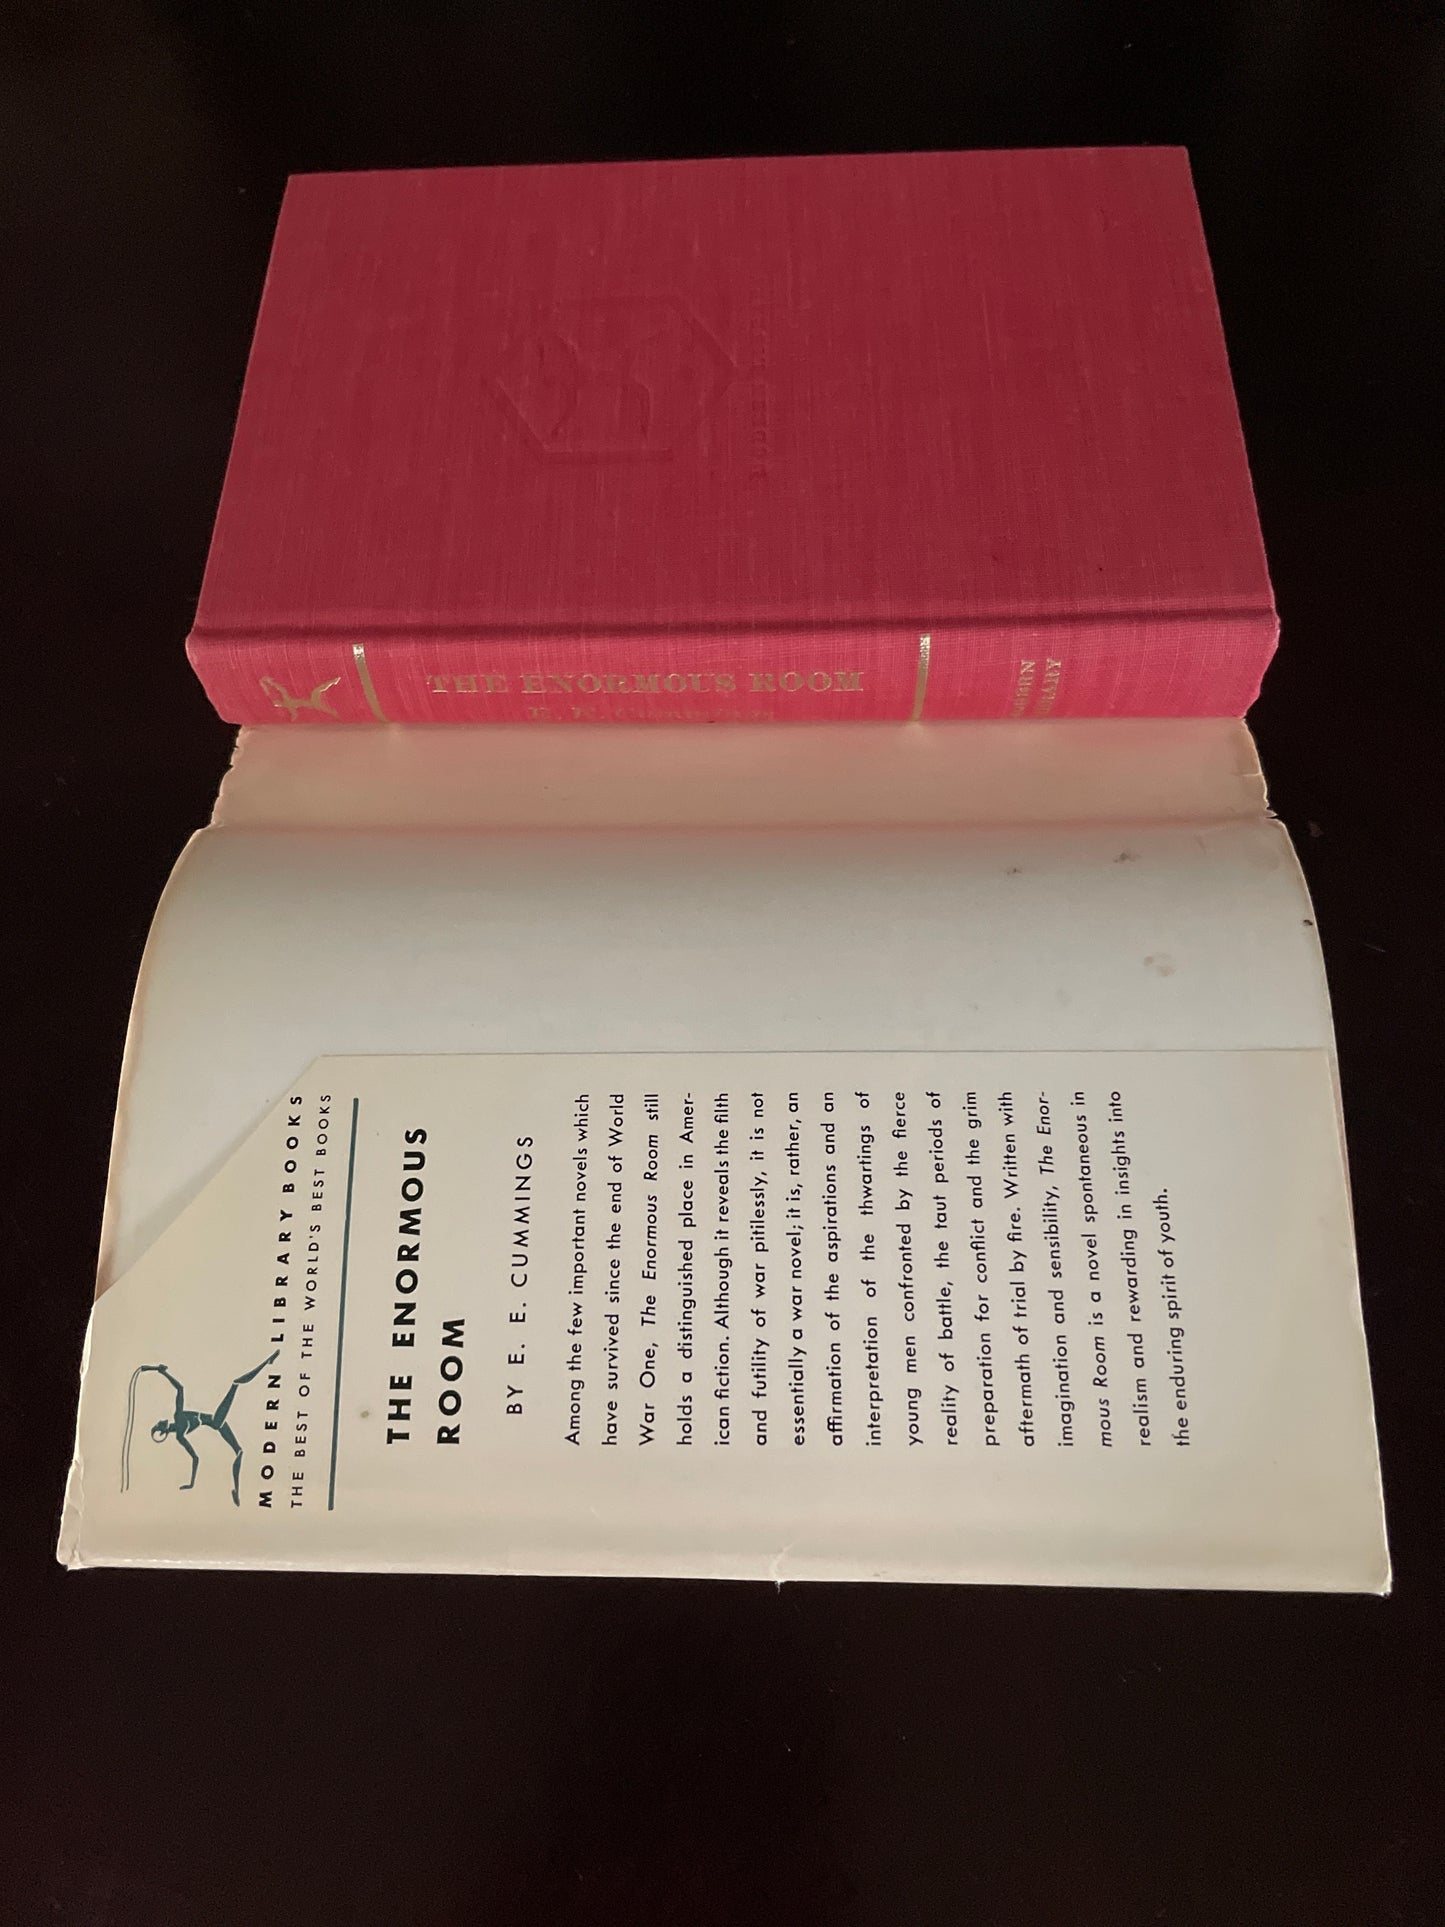 THE ENORMOUS ROOM
E. E. CUMMINGS
MODERN LIBRARY BOOKS
THE BEST OF THE WORLD'S BEST BOOKS
THE ENORMOUS
ROOM
BY E. E. CUMMINGS
Among the few important novels which
have survived since the end of World
War One, The Enormous Room still
holds a distinguished place in Amer-
ican fiction. Although it reveals the filth
and futility of war pitilessly, it is not
essentially a war novel; it is, rather, an
affirmation of the aspirations and an
interpretation of the thwartings of
young men confronted by the fierce
reality of battle, the taut periods of
preparation for conflict and the grim
aftermath of trial by fire. Written with
imagination and sensibility, The Enor-
mous Room is a novel spontaneous in
realism and rewarding in insights into
the enduring spirit of youth.